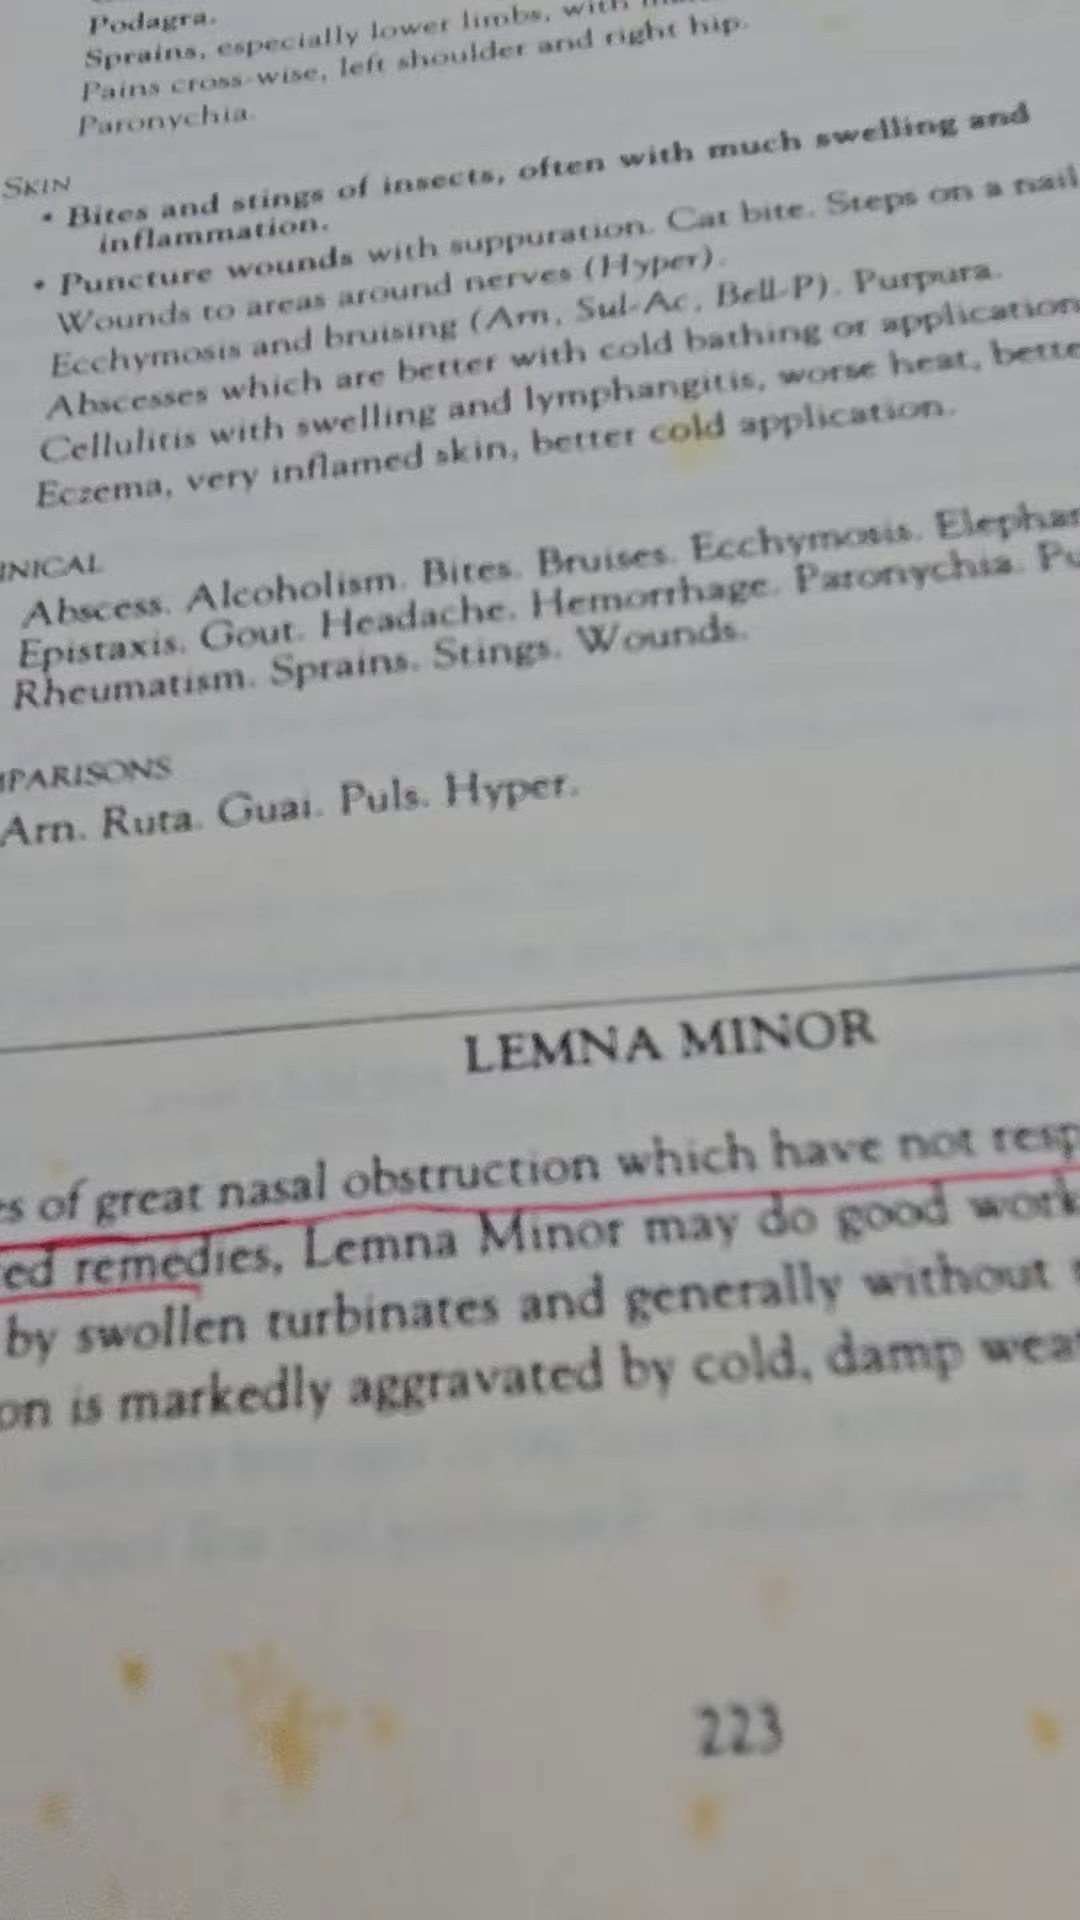 Podagra.
Sprains, especially lower limbs, with
Pains cross-wise, left shoulder and right hip.
Paronychia.
SKIN
• Bites and stings of insects, often with much swelling and
inflammation.
• Puncture wounds with suppuration. Cat bite. Steps on a nail
Wounds to areas around nerves (Hyper).
Ecchymosis and bruising (Arn, Sul-Ac, Bell-P). Purpura.
Abscesses which are better with cold bathing or application
Cellulitis with swelling and lymphangitis, worse heat, bette
Eczema, very inflamed skin, better cold application.
INICAL
Abscess. Alcoholism. Bites. Bruises. Ecchymosis. Elephan
Epistaxis. Gout. Headache. Hemorrhage. Paronychia. Pu
Rheumatism. Sprains. Stings. Wounds.
MPARISONS
Arn. Ruta. Guai. Puls. Hyper.
LEMNA MINOR
es of great nasal obstruction which have not resp
ed remedies, Lemna Minor may do good work
by swollen turbinates and generally without
on is markedly aggravated by cold, damp weat
223